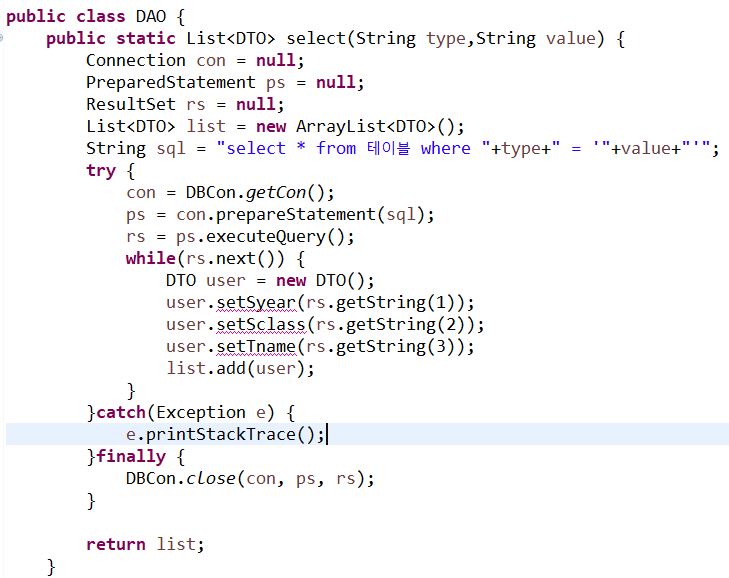 public class DAO {
    public static List<DTO> select(String type,String value) {
        Connection con = null;
        PreparedStatement ps = null;
        ResultSet rs = null;
        List<DTO> list = new ArrayList<DTO>();
        String sql = "select * from 테이블 where "+type+" = '"+value+"'";
        try {
            con = DBCon.getCon();
            ps = con.prepareStatement(sql);
            rs = ps.executeQuery();
            while(rs.next()) {
                DTO user = new DTO();
                user.setSyear(rs.getString(1));
                user.setSclass(rs.getString(2));
                user.setTname(rs.getString(3));
                list.add(user);
            }
        }catch(Exception e) {
            e.printStackTrace();
        }finally {
            DBCon.close(con, ps, rs);
        }
        return list;
    }